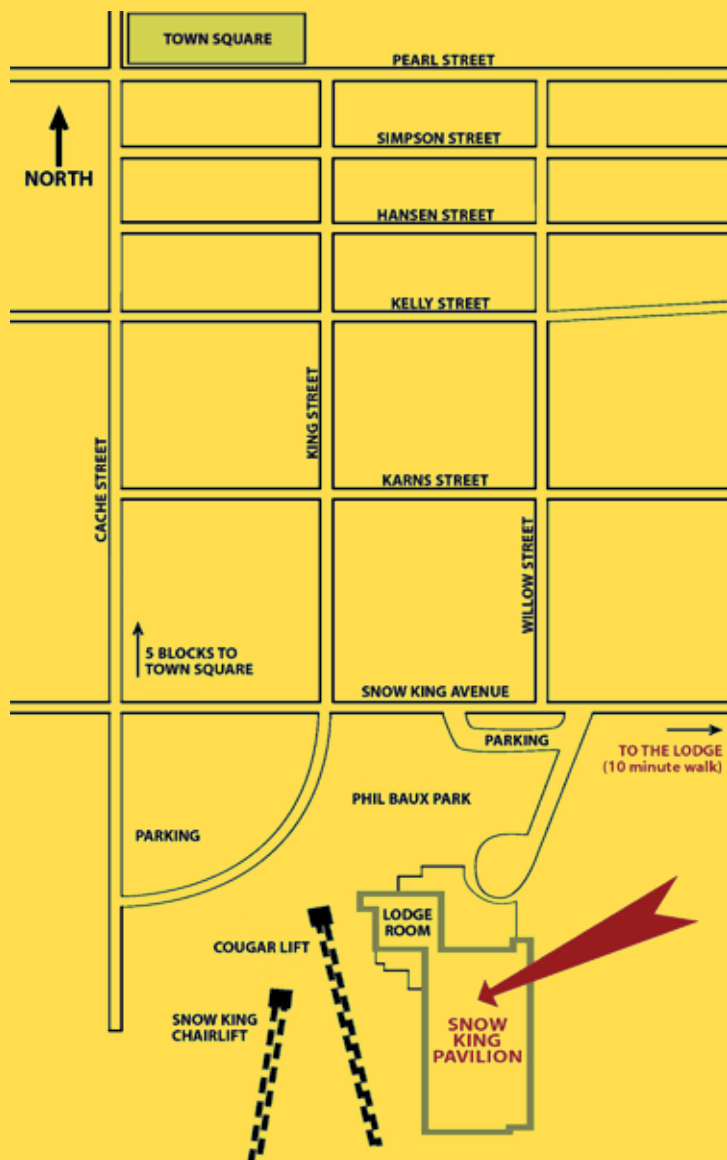 TOWN SQUARE
PEARL STREET
SIMPSON STREET
NORTH
HANSEN STREET
KELLY STREET
KING STREET
CACHE STREET
KARNS STREET
WILLOW STREET
5 BLOCKS TO
TOWN SQUARE
SNOW KING AVENUE
PARKING
TO THE LODGE
(10 minute walk)
PHIL BAUX PARK
PARKING
LODGE
ROOM
COUGAR LIFT
SNOW KING
CHAIRLIFT
SNOW
KING
PAVILION